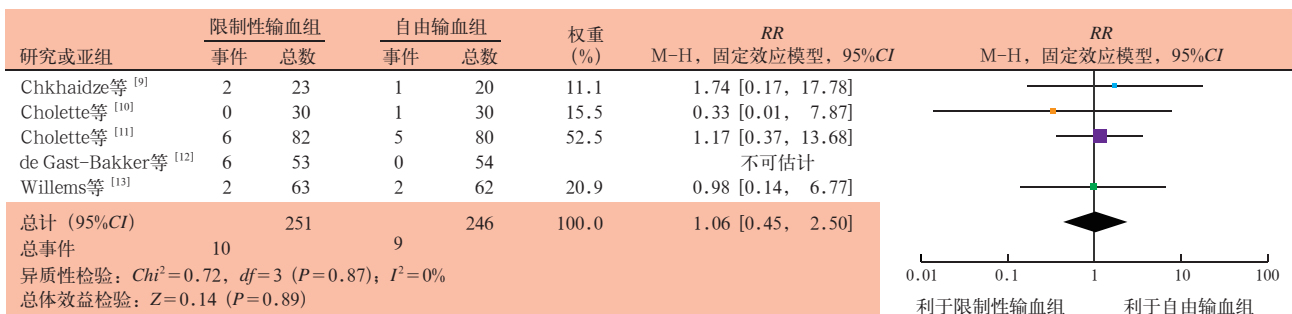 限制性输血组 自由输血组 权重 RR RR
研究或亚组 事件 总数 事件 总数 (%) M-H，固定效应模型，95%CI M-H，固定效应模型，95%CI
Chkhaidze等 [9] 2 23 1 20 11.1 1.74 [0.17, 17.78]
Cholette等 [10] 0 30 1 30 15.5 0.33 [0.01, 7.87]
Cholette等 [11] 6 82 5 80 52.5 1.17 [0.37, 13.68]
de Gast-Bakker等 [12] 6 53 0 54 不可估计
Willems等 [13] 2 63 2 62 20.9 0.98 [0.14, 6.77]
总计（95%CI） 251 246 100.0 1.06 [0.45, 2.50]
总事件 10 9
异质性检验：Chi²=0.72，df=3（P=0.87）；I²=0%
总体效益检验：Z=0.14（P=0.89）
0.01 0.1 1 10 100
利于限制性输血组 利于自由输血组